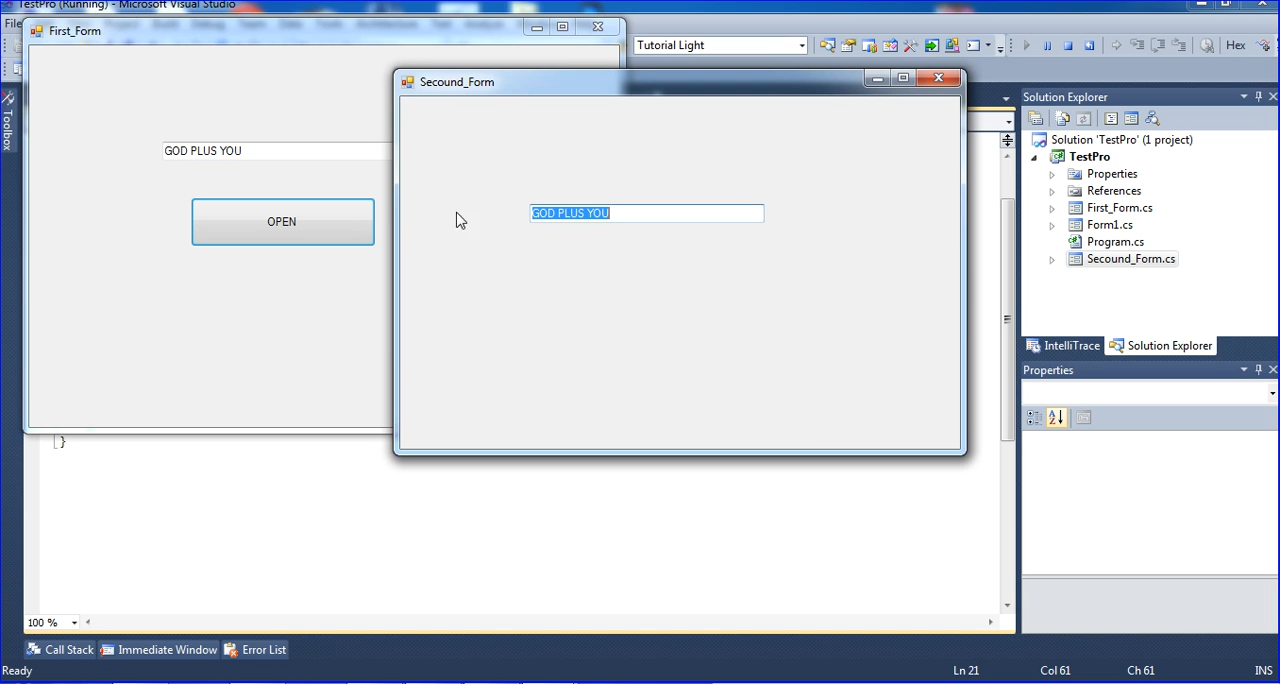 TestPro (Running) - Microsoft Visual Studio
File
First_Form
Tutorial Light
Hex
Secound_Form
Toolbox
GOD PLUS YOU
OPEN
GOD PLUS YOU
}
Solution Explorer
Solution 'TestPro' (1 project)
TestPro
Properties
References
First_Form.cs
Form1.cs
Program.cs
Secound_Form.cs
IntelliTrace
Solution Explorer
Properties
100 %
Call Stack
Immediate Window
Error List
Ready
Ln 21
Col 61
Ch 61
INS